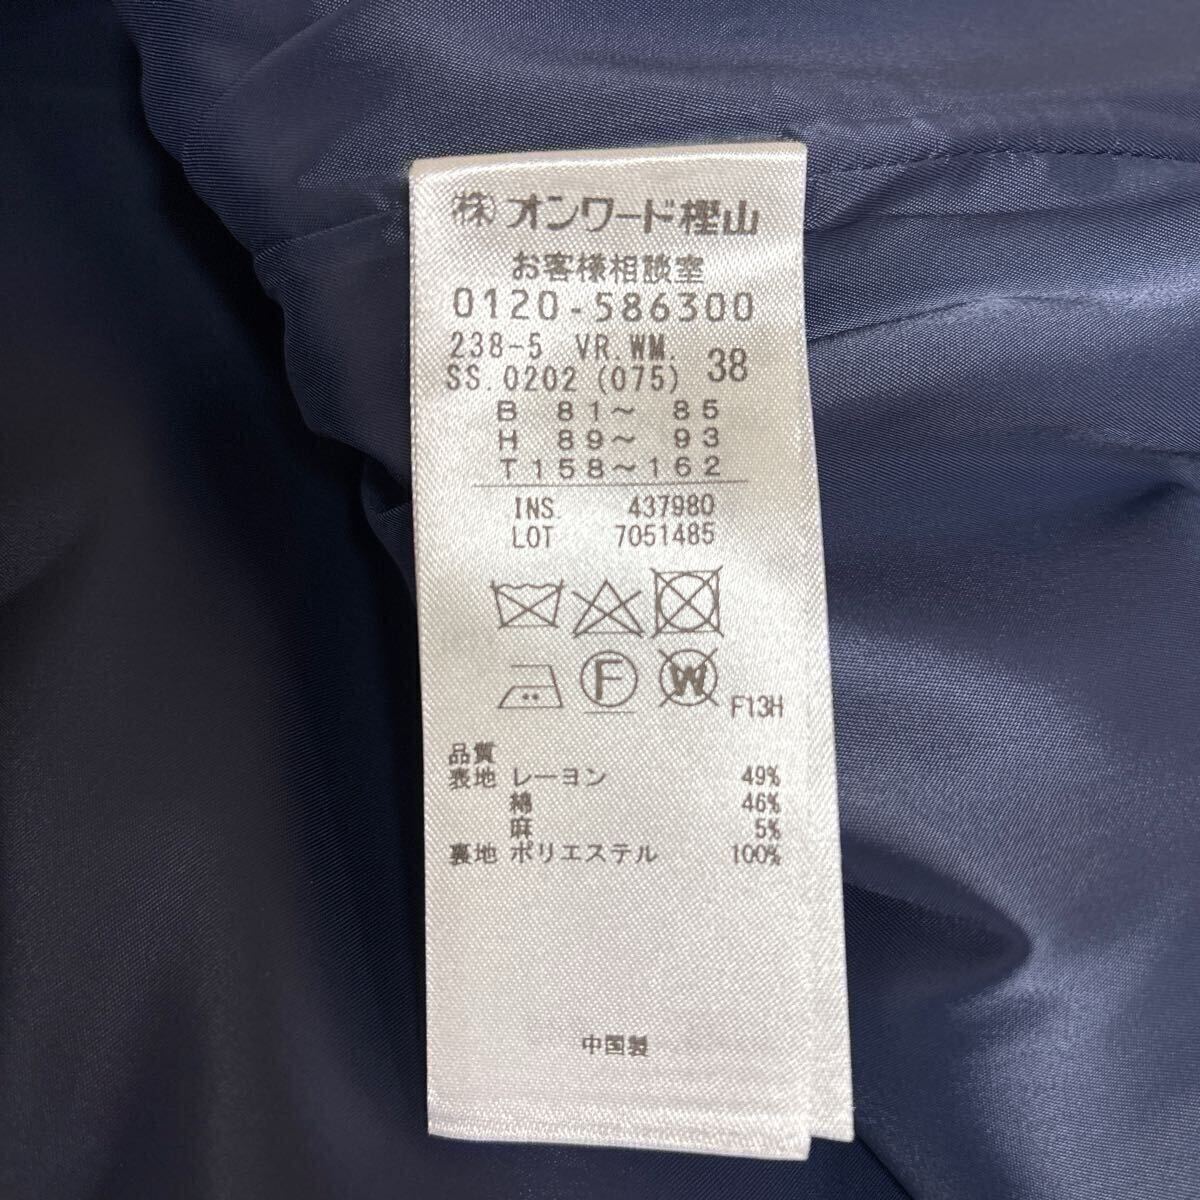 (株)オンワード樫山
お客様相談室
0120-586300
238-5 VR.WM.
SS.0202 (075) 38
B 81〜 85
H 89〜 93
T158〜162
INS 437980
LOT 7051485
F
W
F13H
品質
表地 レーヨン 49%
綿 46%
麻 5%
裏地 ポリエステル 100%
中国製